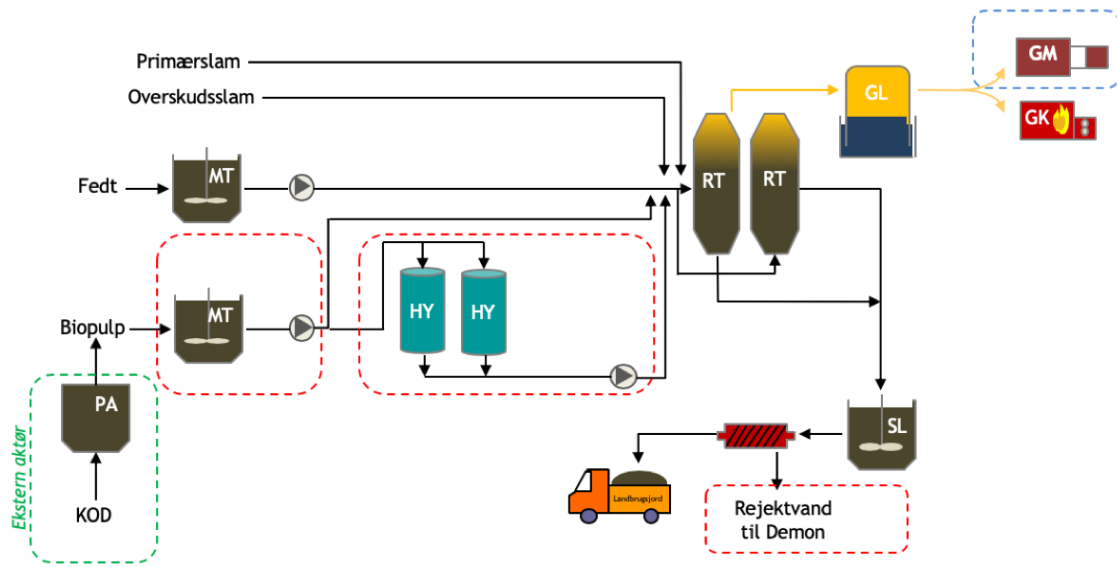 Primærslam
Overskudsslam
Fedt
MT
Biopulp
MT
HY
HY
RT
RT
GL
GM
GK
PA
KOD
Ekstern aktør
SL
Landbrugsjord
Rejektvand
til Demon